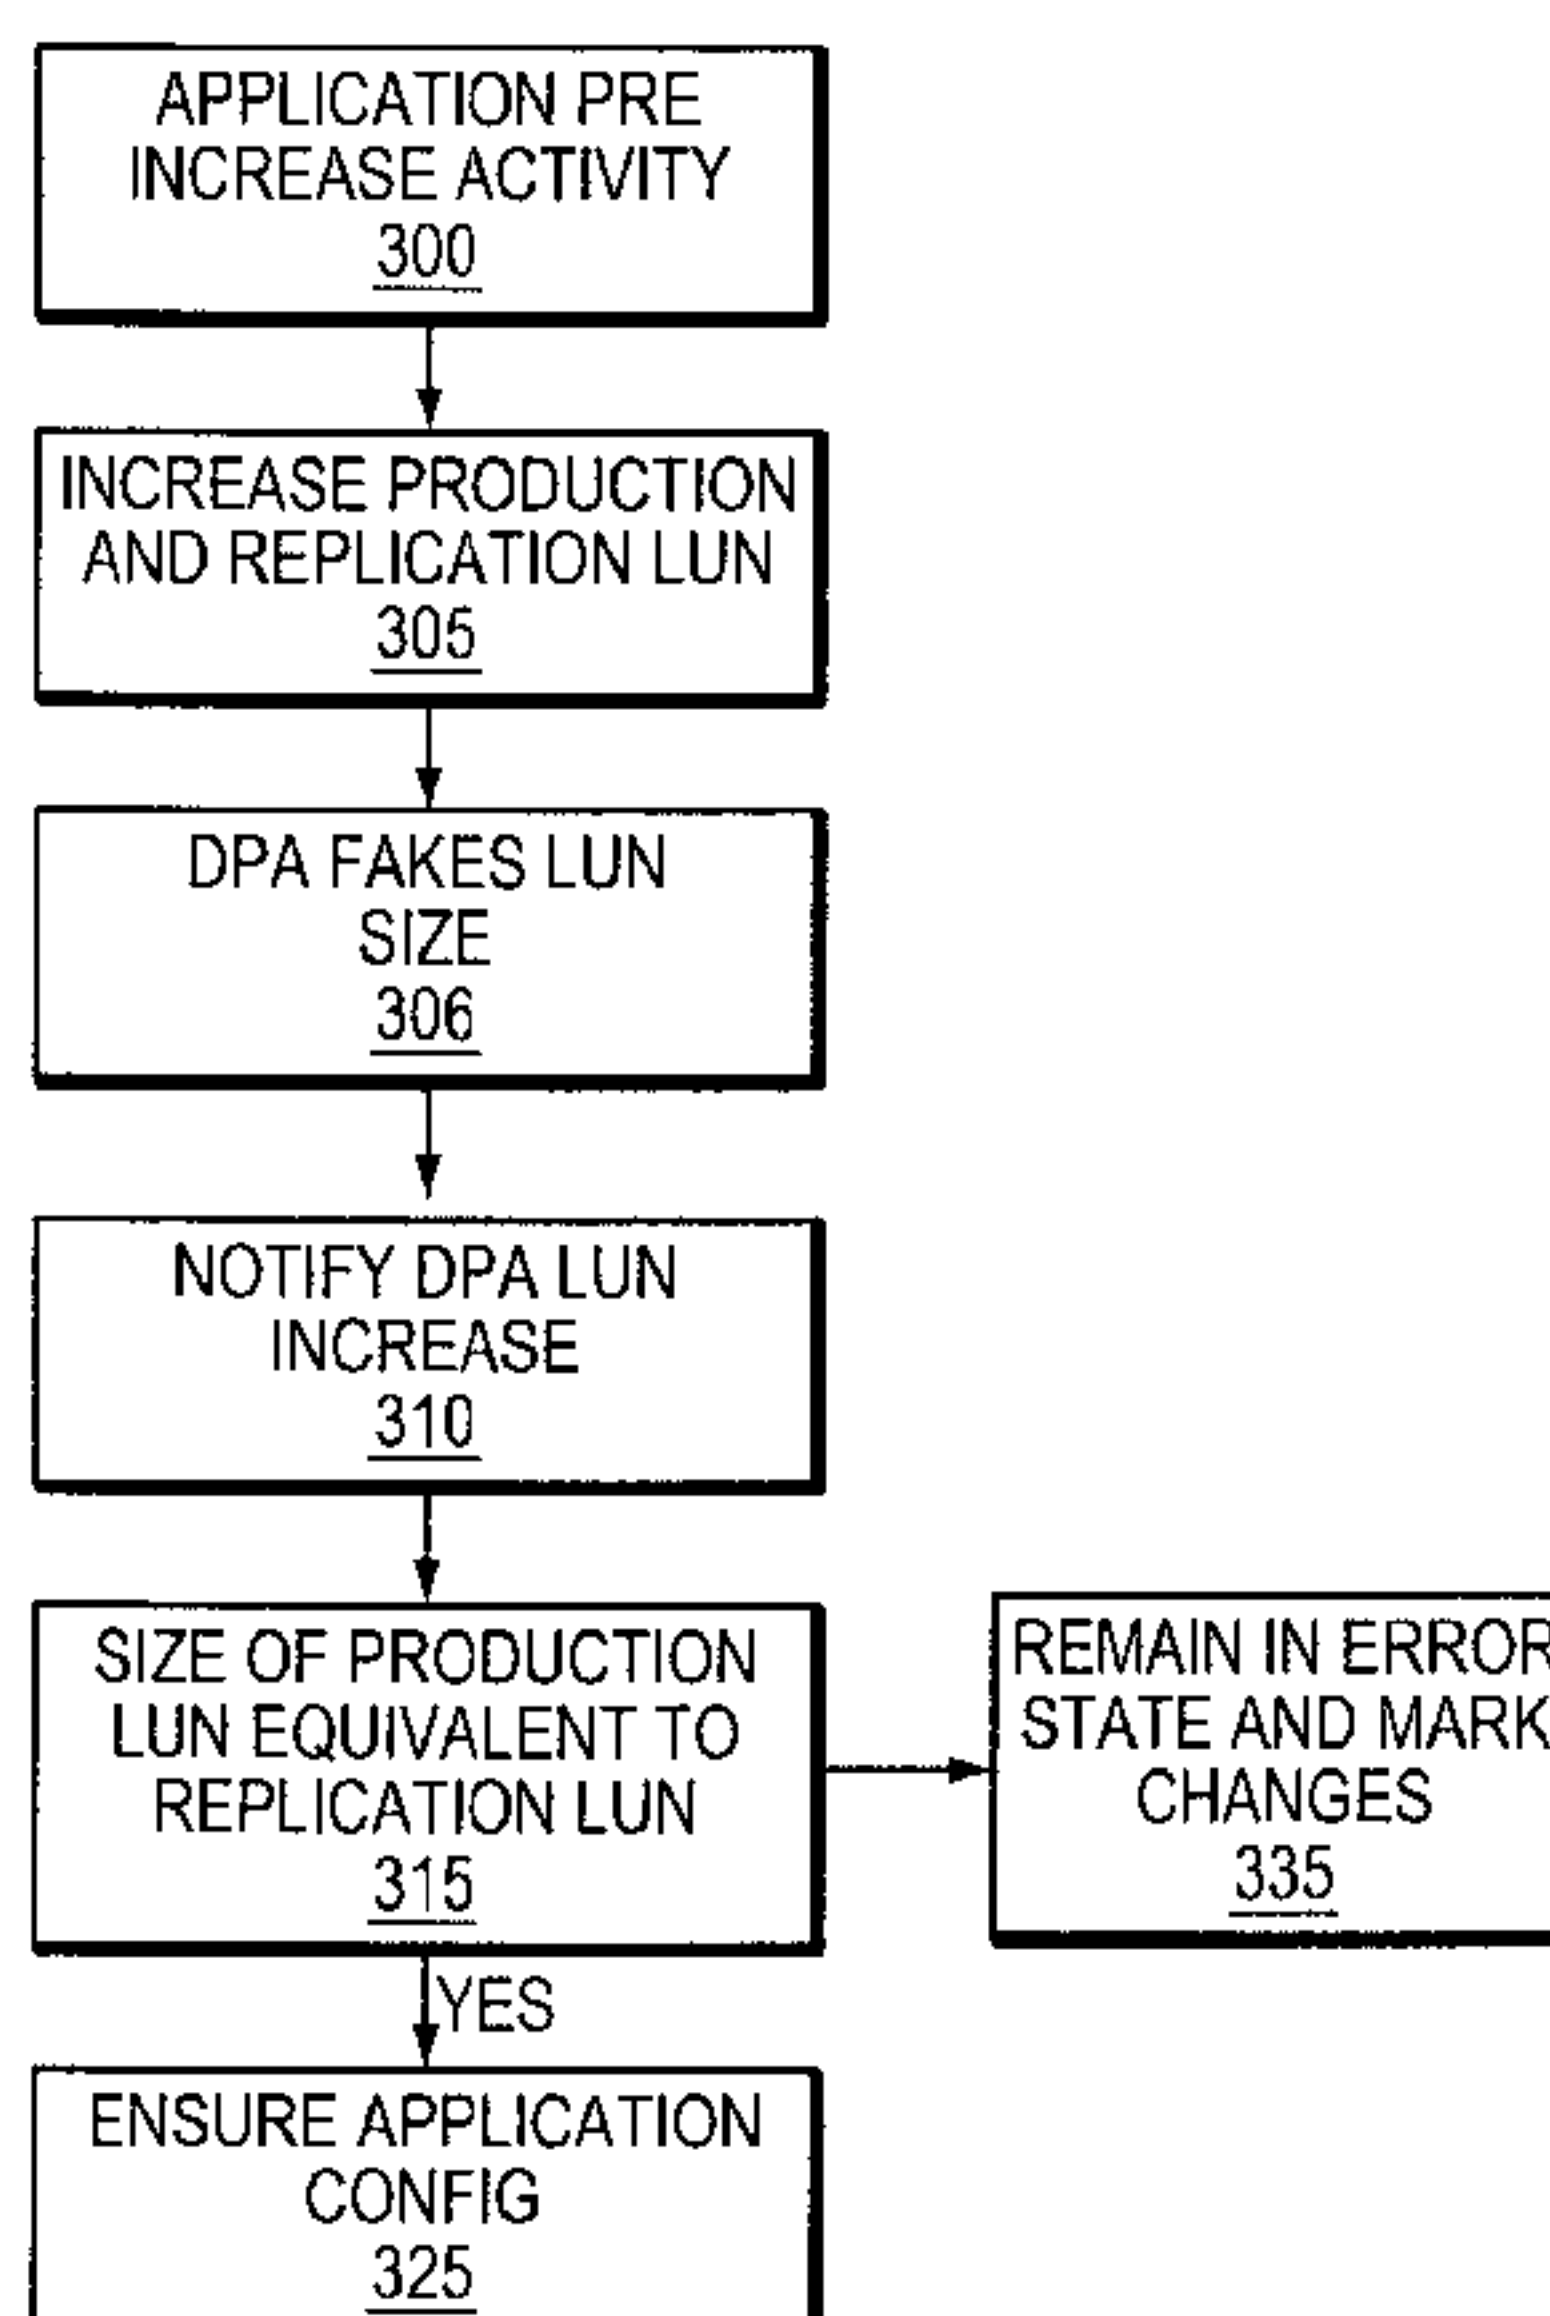 APPLICATION PRE
INCREASE ACTIVITY
300
INCREASE PRODUCTION
AND REPLICATION LUN
305
DPA FAKES LUN
SIZE
306
NOTIFY DPA LUN
INCREASE
310
SIZE OF PRODUCTION
LUN EQUIVALENT TO
REPLICATION LUN
315
REMAIN IN ERROR
STATE AND MARK
CHANGES
335
YES
ENSURE APPLICATION
CONFIG
325